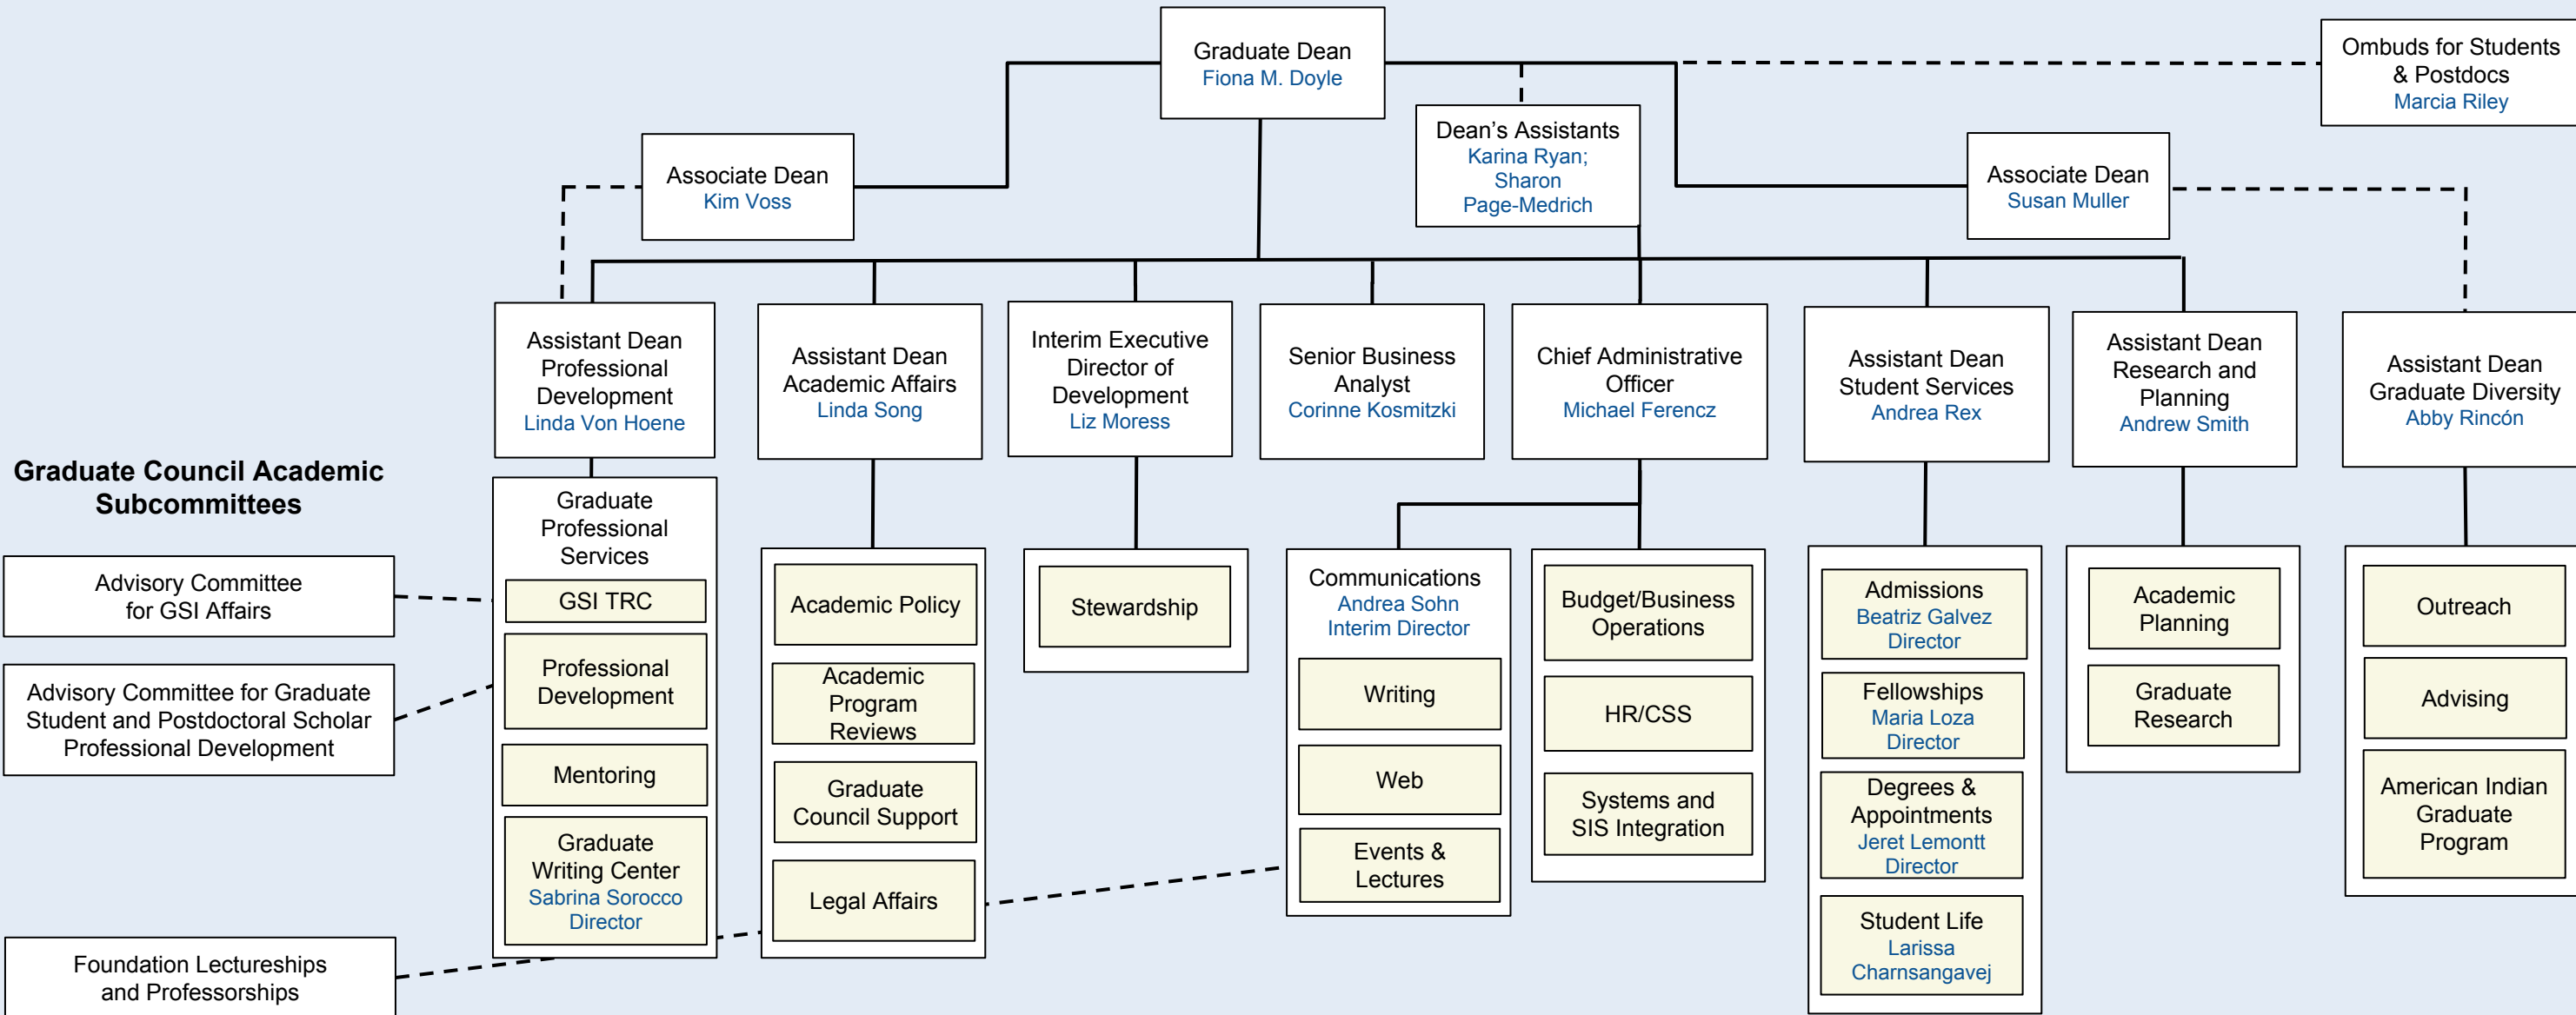 Graduate Dean
Fiona M. Doyle
Ombuds for Students
& Postdocs
Marcia Riley
Dean’s Assistants
Karina Ryan;
Sharon
Page-Medrich
Associate Dean
Kim Voss
Associate Dean
Susan Muller
Assistant Dean
Professional
Development
Linda Von Hoene
Assistant Dean
Academic Affairs
Linda Song
Interim Executive
Director of
Development
Liz Moress
Senior Business
Analyst
Corinne Kosmitzki
Chief Administrative
Officer
Michael Ferencz
Assistant Dean
Student Services
Andrea Rex
Assistant Dean
Research and
Planning
Andrew Smith
Assistant Dean
Graduate Diversity
Abby Rincón
Graduate Council Academic
Subcommittees
Advisory Committee
for GSI Affairs
Advisory Committee for Graduate
Student and Postdoctoral Scholar
Professional Development
Foundation Lectureships
and Professorships
Graduate
Professional
Services
GSI TRC
Professional
Development
Mentoring
Graduate
Writing Center
Sabrina Sorocco
Director
Academic Policy
Academic
Program
Reviews
Graduate
Council Support
Legal Affairs
Stewardship
Communications
Andrea Sohn
Interim Director
Writing
Web
Events &
Lectures
Budget/Business
Operations
HR/CSS
Systems and
SIS Integration
Admissions
Beatriz Galvez
Director
Fellowships
Maria Loza
Director
Degrees &
Appointments
Jeret Lemontt
Director
Student Life
Larissa
Charnsangavej
Academic
Planning
Graduate
Research
Outreach
Advising
American Indian
Graduate
Program